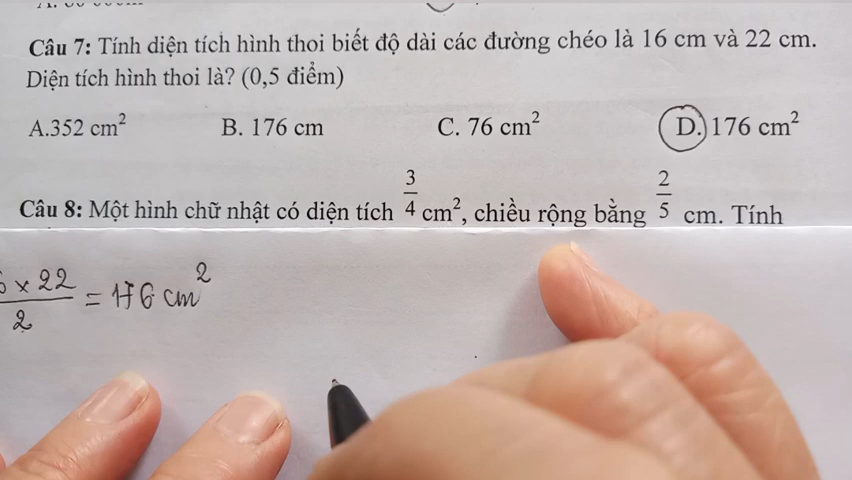 Câu 7: Tính diện tích hình thoi biết độ dài các đường chéo là 16 cm và 22 cm.
Diện tích hình thoi là? (0,5 điểm)
A.352 cm² B. 176 cm C. 76 cm² D. 176 cm²
Câu 8: Một hình chữ nhật có diện tích 3/4 cm², chiều rộng bằng 2/5 cm. Tính
× 22 / 2 = 176 cm²